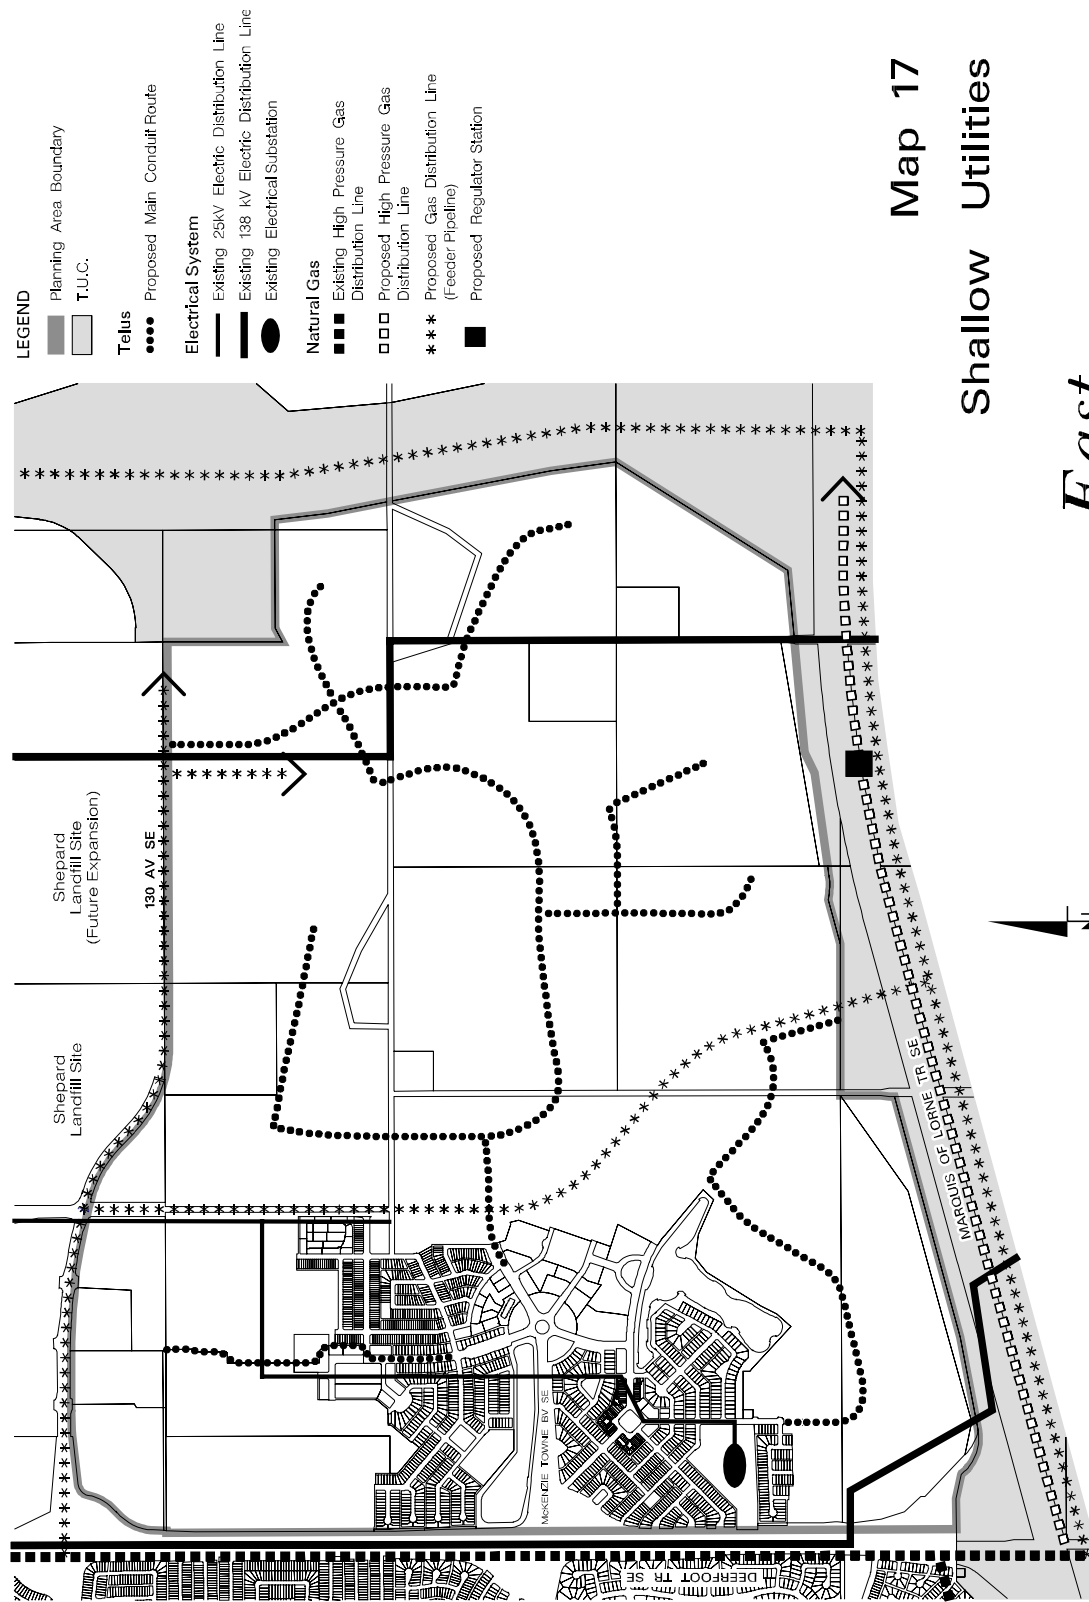 LEGEND
Planning Area Boundary
T.U.C.
Telus
Proposed Main Conduit Route
Electrical System
Existing 25kV Electric Distribution Line
Existing 138 kV Electric Distribution Line
Existing Electrical Substation
Natural Gas
Existing High Pressure Gas
Distribution Line
Proposed High Pressure Gas
Distribution Line
Proposed Gas Distribution Line
(Feeder Pipeline)
Proposed Regulator Station
Map 17
Shallow Utilities
East
Shepard
Landfill Site
(Future Expansion)
130 AV SE
Shepard
Landfill Site
MARQUIS OF LORNE TR SE
McKENZIE TOWNE BV SE
DEERFOOT TR SE